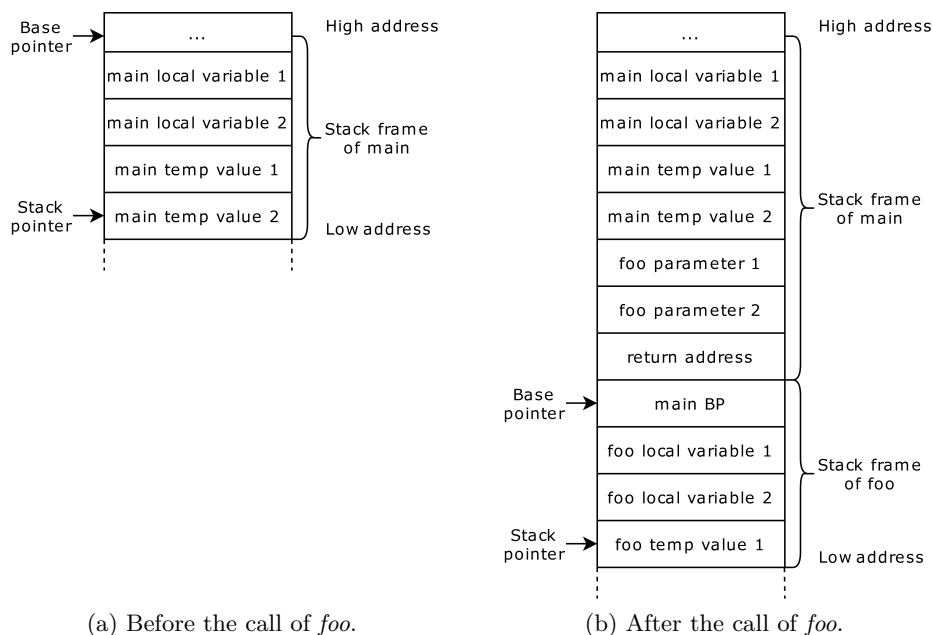 Base
pointer
...
High address
main local variable 1
main local variable 2
Stack frame
of main
main temp value 1
Stack
pointer
main temp value 2
Low address
(a) Before the call of foo.
...
High address
main local variable 1
main local variable 2
main temp value 1
main temp value 2
Stack frame
of main
foo parameter 1
foo parameter 2
return address
Base
pointer
main BP
foo local variable 1
Stack frame
of foo
foo local variable 2
Stack
pointer
foo temp value 1
Low address
(b) After the call of foo.